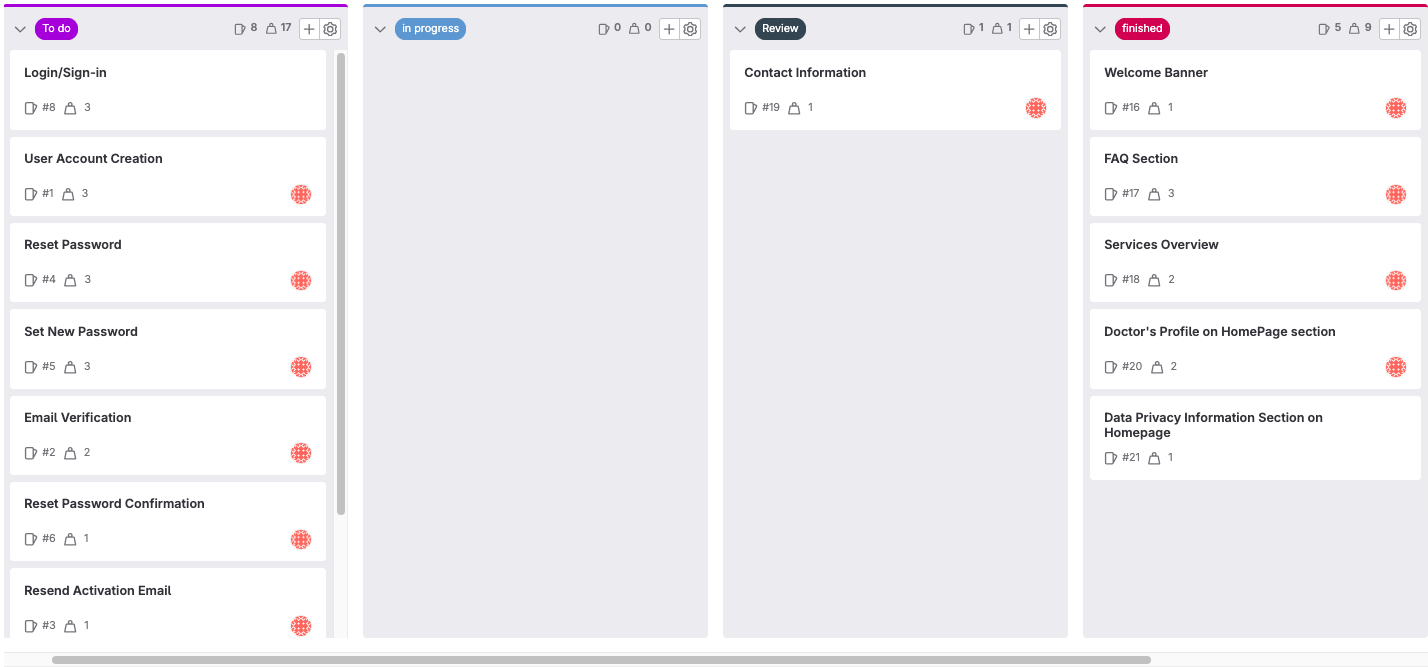 To do
8 17
Login/Sign-in
#8 3
User Account Creation
#1 3
Reset Password
#4 3
Set New Password
#5 3
Email Verification
#2 2
Reset Password Confirmation
#6 1
Resend Activation Email
#3 1
in progress
0 0
Review
1 1
Contact Information
#19 1
finished
5 9
Welcome Banner
#16 1
FAQ Section
#17 3
Services Overview
#18 2
Doctor's Profile on HomePage section
#20 2
Data Privacy Information Section on
Homepage
#21 1